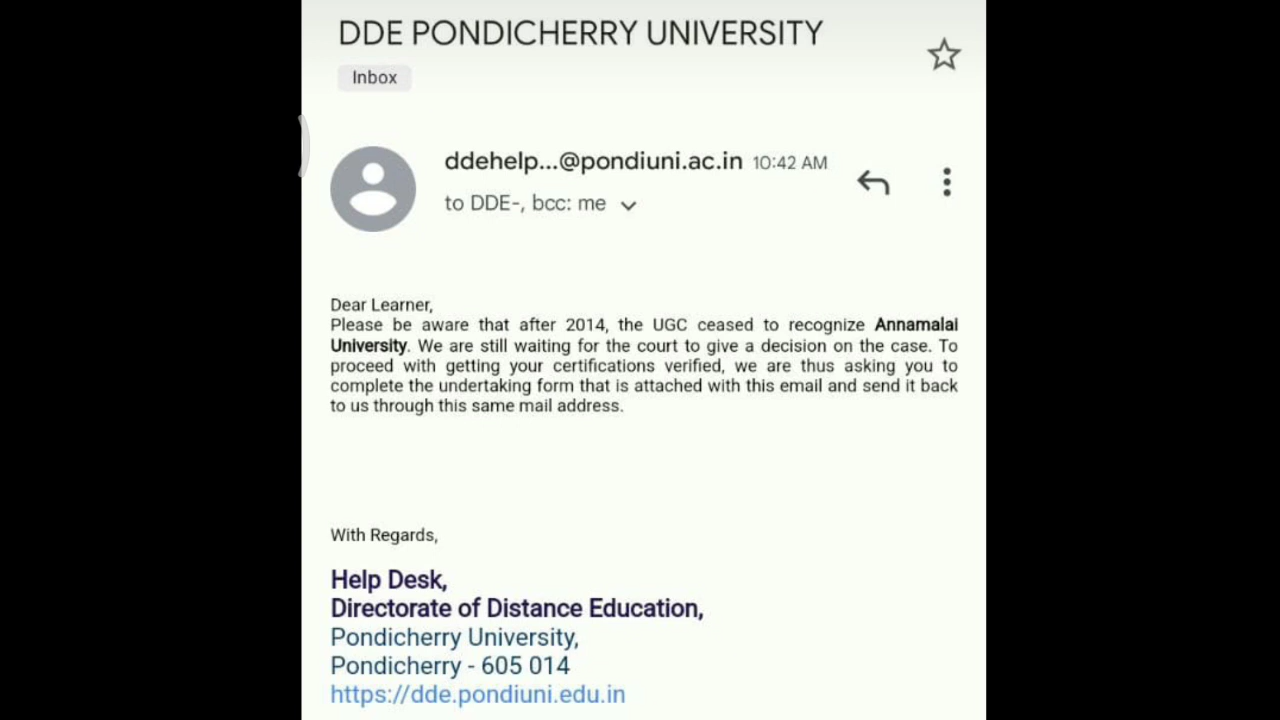 DDE PONDICHERRY UNIVERSITY
Inbox
ddehelp...@pondiuni.ac.in 10:42 AM
to DDE-, bcc: me
Dear Learner,
Please be aware that after 2014, the UGC ceased to recognize Annamalai
University. We are still waiting for the court to give a decision on the case. To
proceed with getting your certifications verified, we are thus asking you to
complete the undertaking form that is attached with this email and send it back
to us through this same mail address.
With Regards,
Help Desk,
Directorate of Distance Education,
Pondicherry University,
Pondicherry - 605 014
https://dde.pondiuni.edu.in